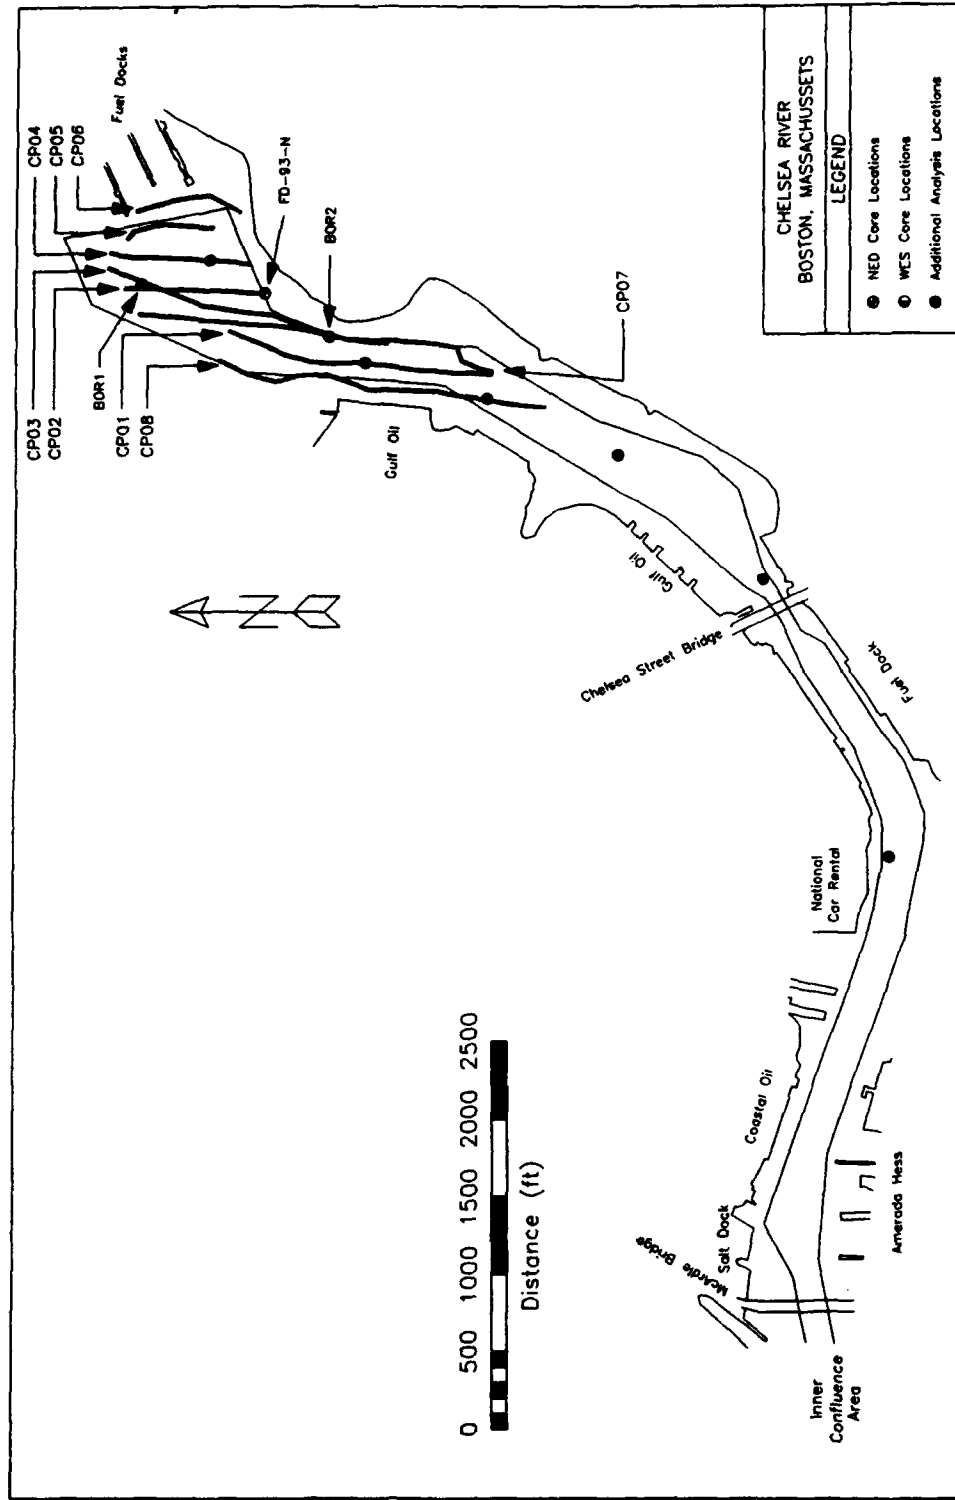 CP04
CP05
CP06
Fuel Docks
CP03
CP02
BOR1
CP01
CP08
FD-93-N
BOR2
CP07
Gulf Oil
Gulf Oil
N
Chelsea Street Bridge
Fuel Dock
National
Car Rental
Coastal Oil
Salt Dock
McArdle Bridge
Amerada Hess
Inner
Confluence
Area
0 500 1000 1500 2000 2500
Distance (ft)
CHELSEA RIVER
BOSTON, MASSACHUSSETS
LEGEND
NED Core Locations
WES Core Locations
Additional Analysis Locations